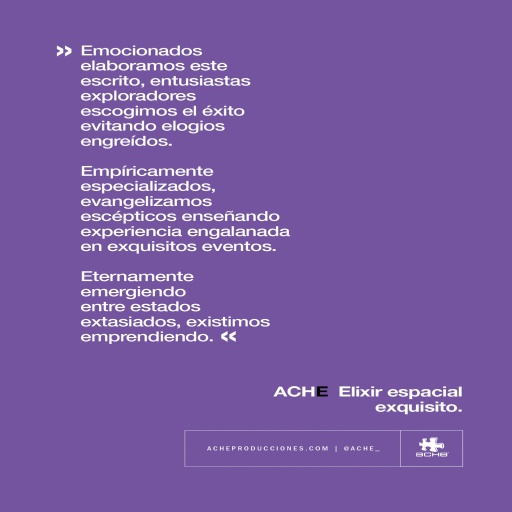 » Emocionados
elaboramos este
escrito, entusiastas
exploradores
escogimos el éxito
evitando elogios
engreídos.
Empíricamente
especializados,
evangelizamos
escépticos enseñando
experiencia engalanada
en exquisitos eventos.
Eternamente
emergiendo
entre estados
extasiados, existimos
emprendiendo. «
ACHE Elixir espacial
exquisito.
ACHEPRODUCCIONES.COM | @ACHE_
ACHE